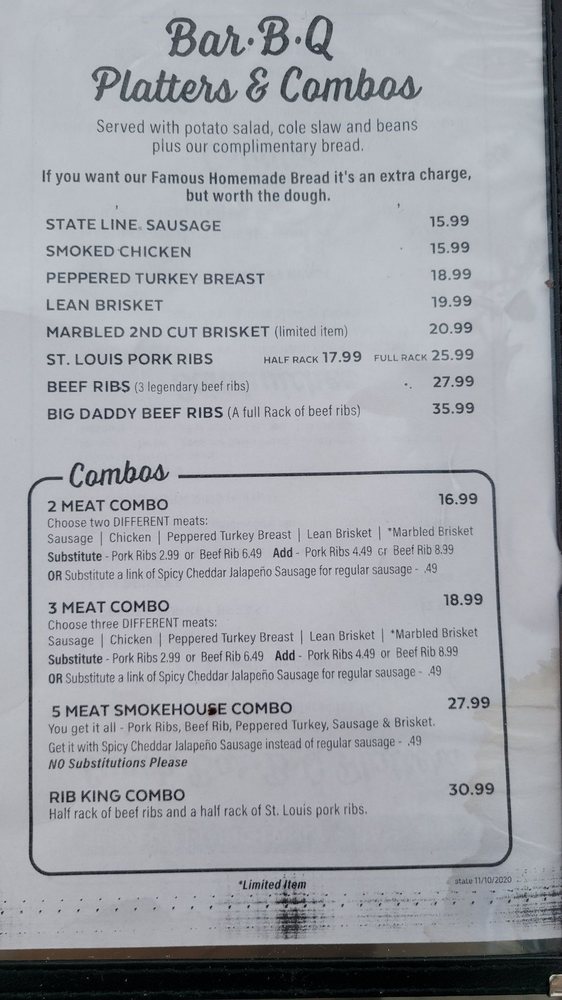 Bar·B·Q
Platters & Combos
Served with potato salad, cole slaw and beans
plus our complimentary bread.
If you want our Famous Homemade Bread it's an extra charge,
but worth the dough.
STATE LINE SAUSAGE 15.99
SMOKED CHICKEN 15.99
PEPPERED TURKEY BREAST 18.99
LEAN BRISKET 19.99
MARBLED 2ND CUT BRISKET (limited item) 20.99
ST. LOUIS PORK RIBS HALF RACK 17.99 FULL RACK 25.99
BEEF RIBS (3 legendary beef ribs) 27.99
BIG DADDY BEEF RIBS (A full Rack of beef ribs) 35.99
Combos
2 MEAT COMBO 16.99
Choose two DIFFERENT meats:
Sausage | Chicken | Peppered Turkey Breast | Lean Brisket | *Marbled Brisket
Substitute - Pork Ribs 2.99 or Beef Rib 6.49 Add - Pork Ribs 4.49 or Beef Rib 8.99
OR Substitute a link of Spicy Cheddar Jalapeño Sausage for regular sausage - .49
3 MEAT COMBO 18.99
Choose three DIFFERENT meats:
Sausage | Chicken | Peppered Turkey Breast | Lean Brisket | *Marbled Brisket
Substitute - Pork Ribs 2.99 or Beef Rib 6.49 Add - Pork Ribs 4.49 or Beef Rib 8.99
OR Substitute a link of Spicy Cheddar Jalapeño Sausage for regular sausage - .49
5 MEAT SMOKEHOUSE COMBO 27.99
You get it all - Pork Ribs, Beef Rib, Peppered Turkey, Sausage & Brisket.
Get it with Spicy Cheddar Jalapeño Sausage instead of regular sausage - .49
NO Substitutions Please
RIB KING COMBO 30.99
Half rack of beef ribs and a half rack of St. Louis pork ribs.
*Limited Item
state 11/10/2020